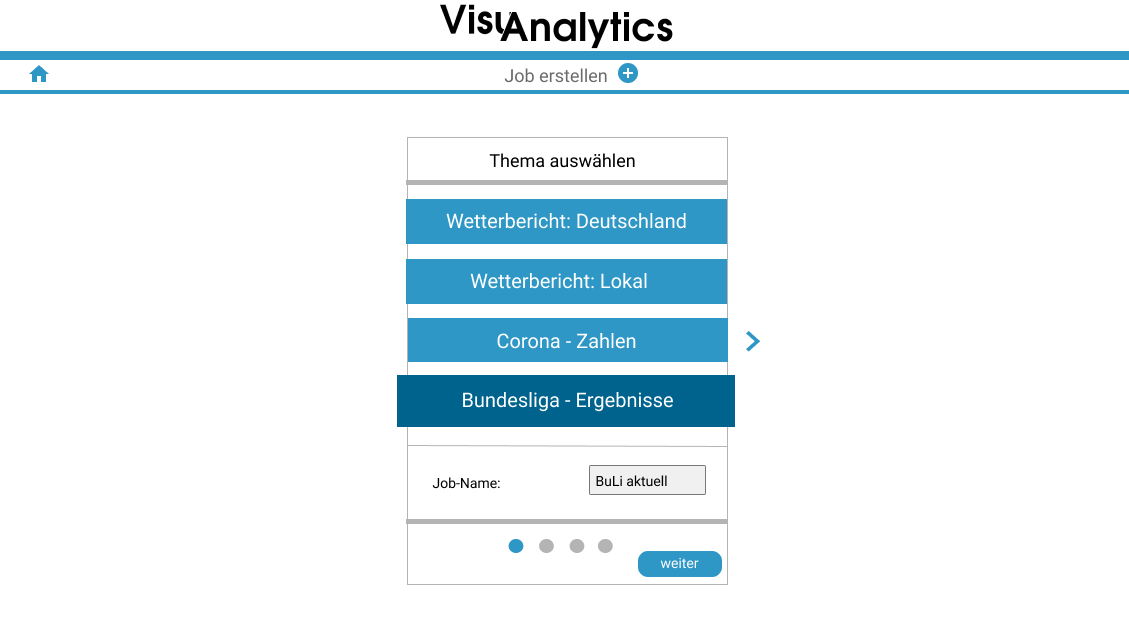 VisuAnalytics
Job erstellen
Thema auswählen
Wetterbericht: Deutschland
Wetterbericht: Lokal
Corona - Zahlen
Bundesliga - Ergebnisse
Job-Name:
BuLi aktuell
weiter